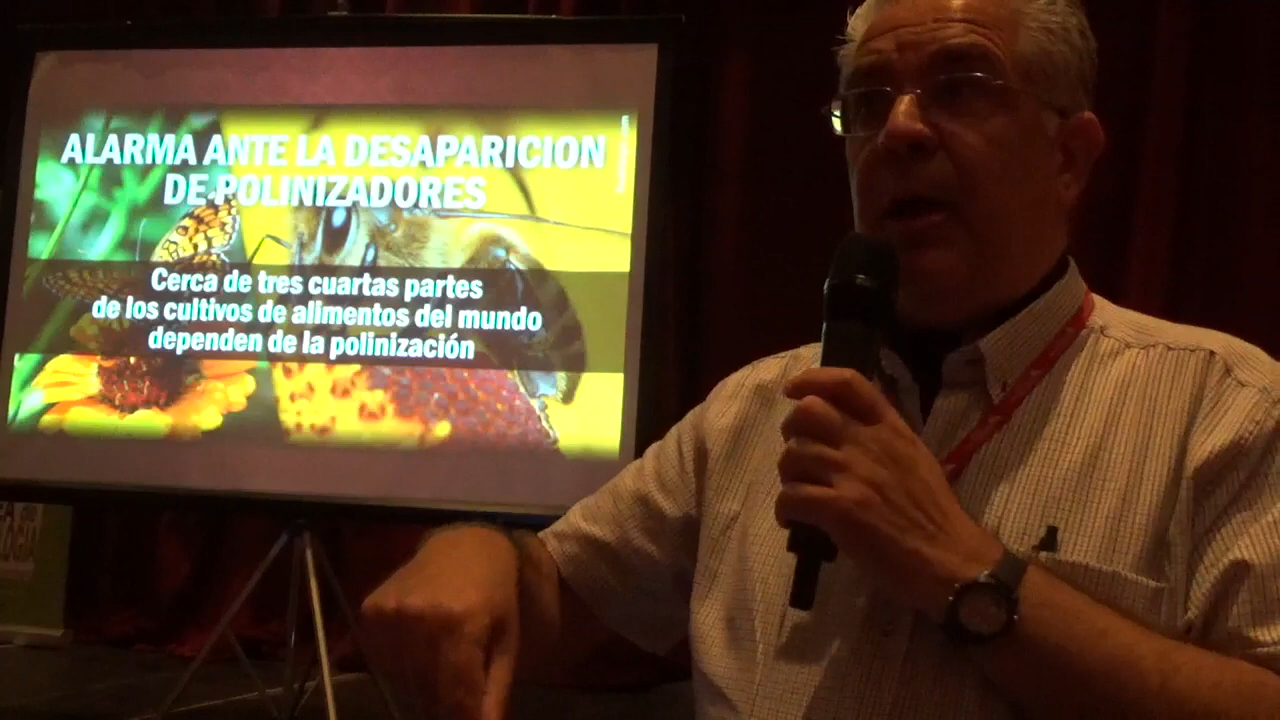 ALARMA ANTE LA DESAPARICION
DE POLINIZADORES
Cerca de tres cuartas partes
de los cultivos de alimentos del mundo
dependen de la polinización